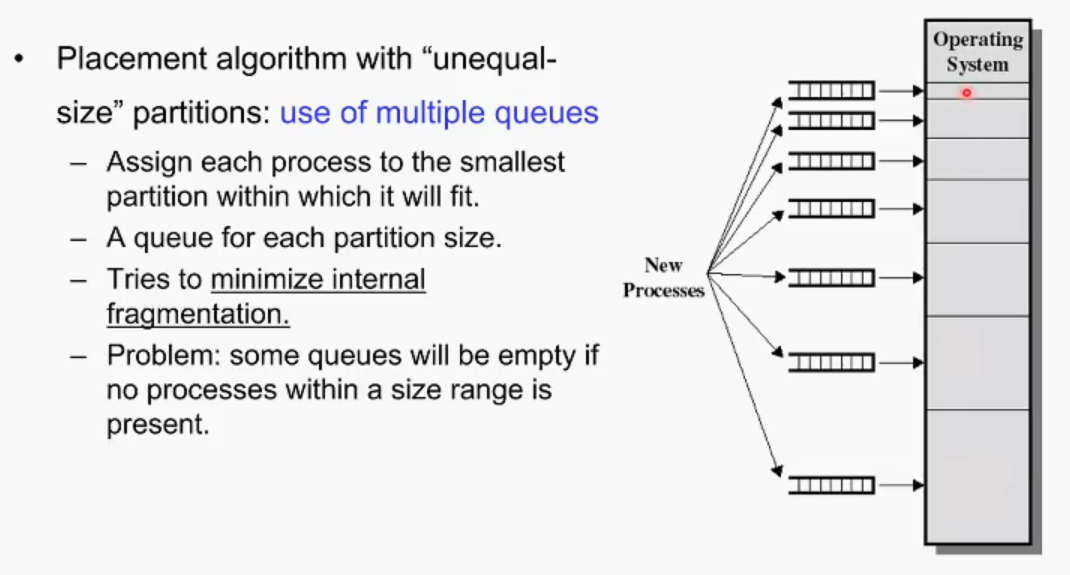 • Placement algorithm with “unequal-
size” partitions: use of multiple queues
– Assign each process to the smallest
partition within which it will fit.
– A queue for each partition size.
– Tries to minimize internal
fragmentation.
– Problem: some queues will be empty if
no processes within a size range is
present.
New
Processes
Operating
System